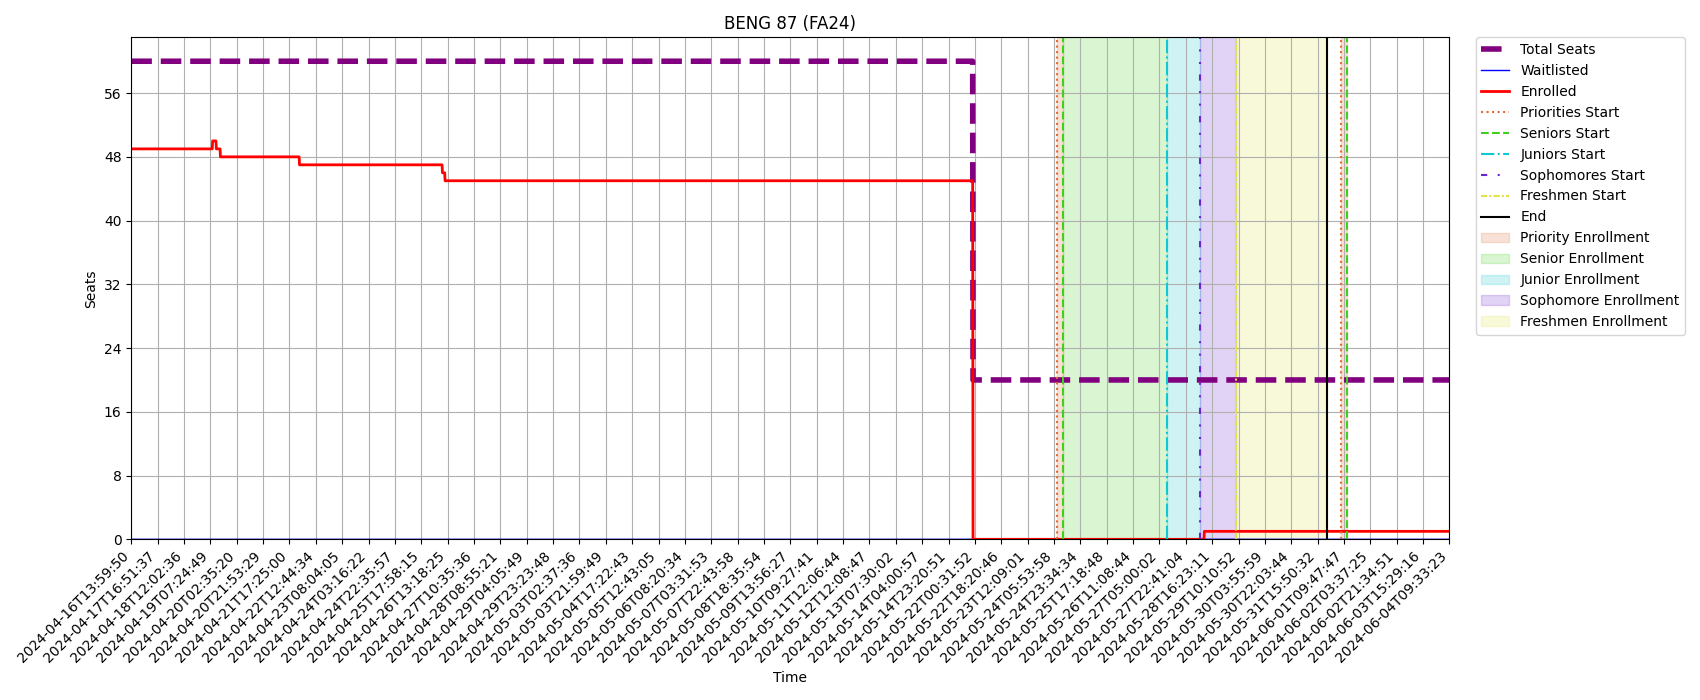 BENG 87 (FA24)
Total Seats
Waitlisted
Enrolled
Priorities Start
Seniors Start
Juniors Start
Sophomores Start
Freshmen Start
End
Priority Enrollment
Senior Enrollment
Junior Enrollment
Sophomore Enrollment
Freshmen Enrollment
Seats
56
48
40
32
24
16
8
0
2024-04-16T13:59:50
2024-04-17T16:51:37
2024-04-18T12:02:36
2024-04-19T07:24:49
2024-04-20T02:35:20
2024-04-20T21:53:29
2024-04-21T17:25:00
2024-04-22T12:44:34
2024-04-23T08:04:05
2024-04-24T03:16:22
2024-04-24T22:35:57
2024-04-25T17:58:15
2024-04-26T13:18:25
2024-04-27T10:35:36
2024-04-28T08:55:21
2024-04-29T04:05:49
2024-04-29T23:23:48
2024-05-03T02:37:36
2024-05-03T21:59:49
2024-05-04T17:22:43
2024-05-05T12:43:05
2024-05-06T08:20:34
2024-05-07T03:31:53
2024-05-07T22:43:58
2024-05-08T18:35:54
2024-05-09T13:56:27
2024-05-10T09:27:41
2024-05-11T12:06:44
2024-05-12T12:08:47
2024-05-13T07:30:02
2024-05-14T04:00:57
2024-05-14T23:20:51
2024-05-22T00:31:52
2024-05-22T18:20:46
2024-05-23T12:09:01
2024-05-24T05:53:58
2024-05-24T23:34:34
2024-05-25T17:18:48
2024-05-26T11:08:44
2024-05-27T05:00:02
2024-05-27T22:41:04
2024-05-28T16:23:11
2024-05-29T10:10:52
2024-05-30T03:55:59
2024-05-30T22:03:44
2024-05-31T15:50:32
2024-06-01T09:47:47
2024-06-02T03:37:25
2024-06-02T21:34:51
2024-06-03T15:29:16
2024-06-04T09:33:23
Time